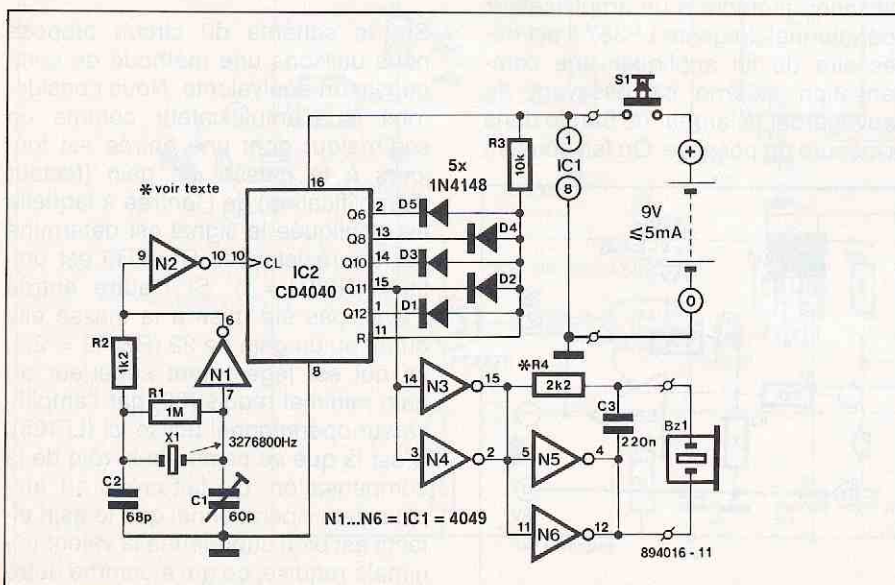 S1
R3
10k
1
IC1
8
+
9V
≤5mA
0
5x
1N4148
* voir texte
16
N2
9
10
10
CL
IC2
CD4040
Q6
2
D5
Q8
13
D4
Q10
14
D3
Q11
15
D2
Q12
1
D1
R
11
8
6
N1
7
R2
1k2
R1
1M
X1
3276800Hz
C2
68p
C1
60p
14
N3
15
3
N4
2
*R4
2k2
5
N5
4
11
N6
12
C3
220n
Bz1
N1...N6 = IC1 = 4049
894016 - 11